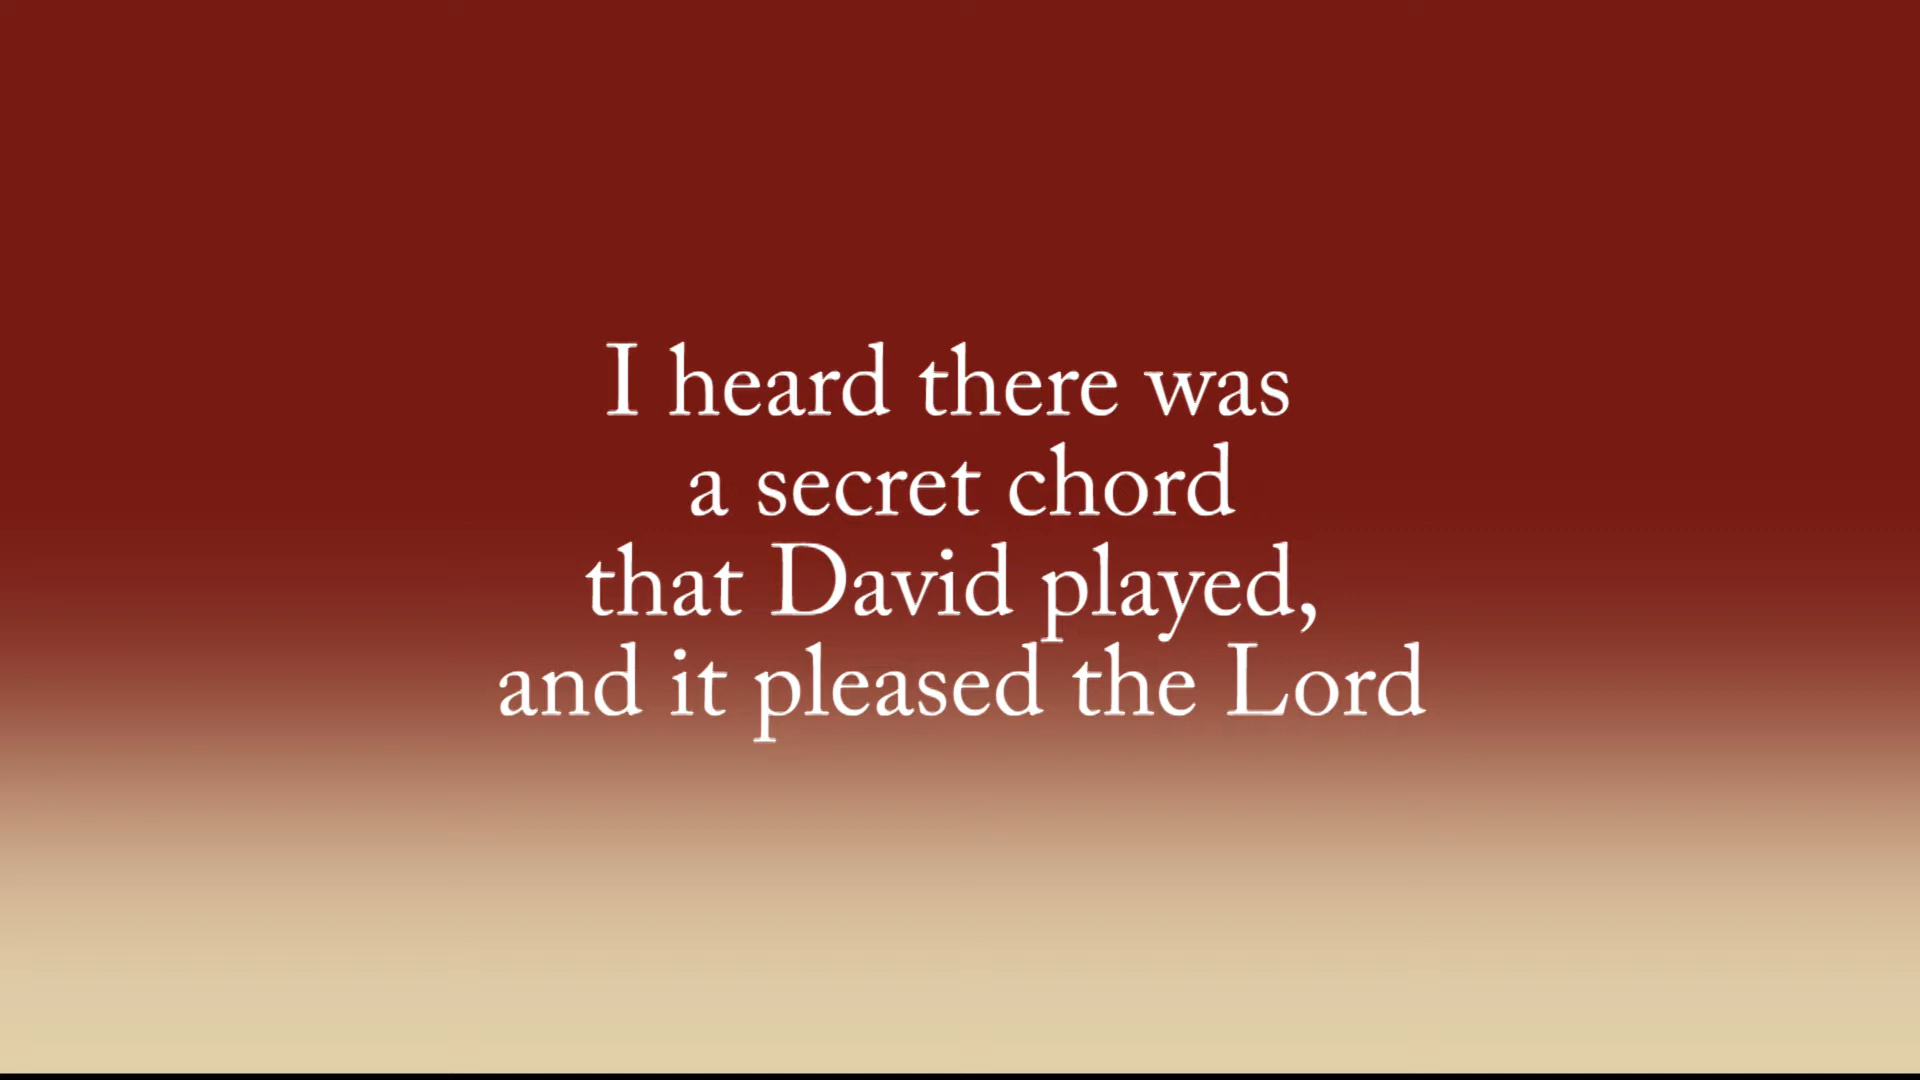 I heard there was
a secret chord
that David played,
and it pleased the Lord